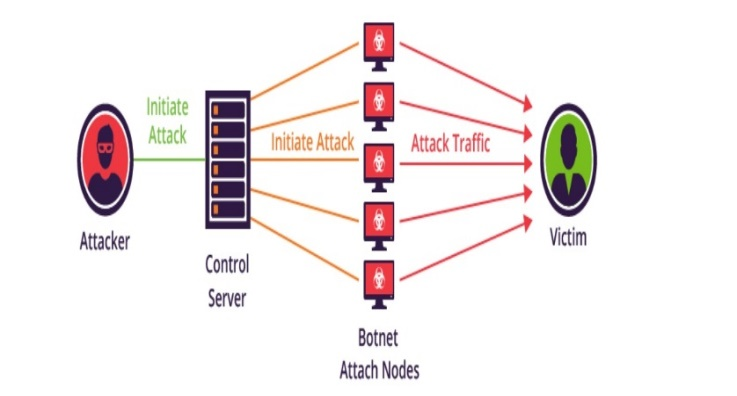 Initiate
Attack
Initiate Attack
Attack Traffic
Attacker
Control
Server
Victim
Botnet
Attach Nodes